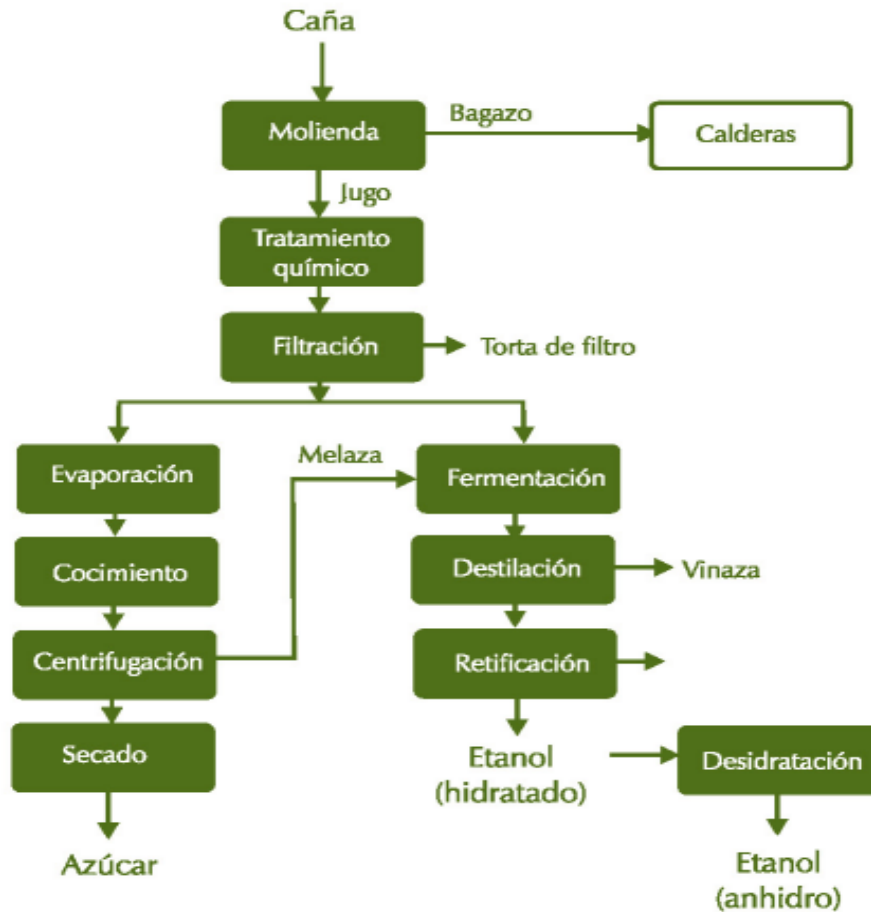 Caña
Molienda
Bagazo
Calderas
Jugo
Tratamiento
químico
Filtración
Torta de filtro
Evaporación
Melaza
Fermentación
Cocimiento
Destilación
Vinaza
Centrifugación
Retificación
Secado
Etanol
(hidratado)
Desidratación
Azúcar
Etanol
(anhidro)